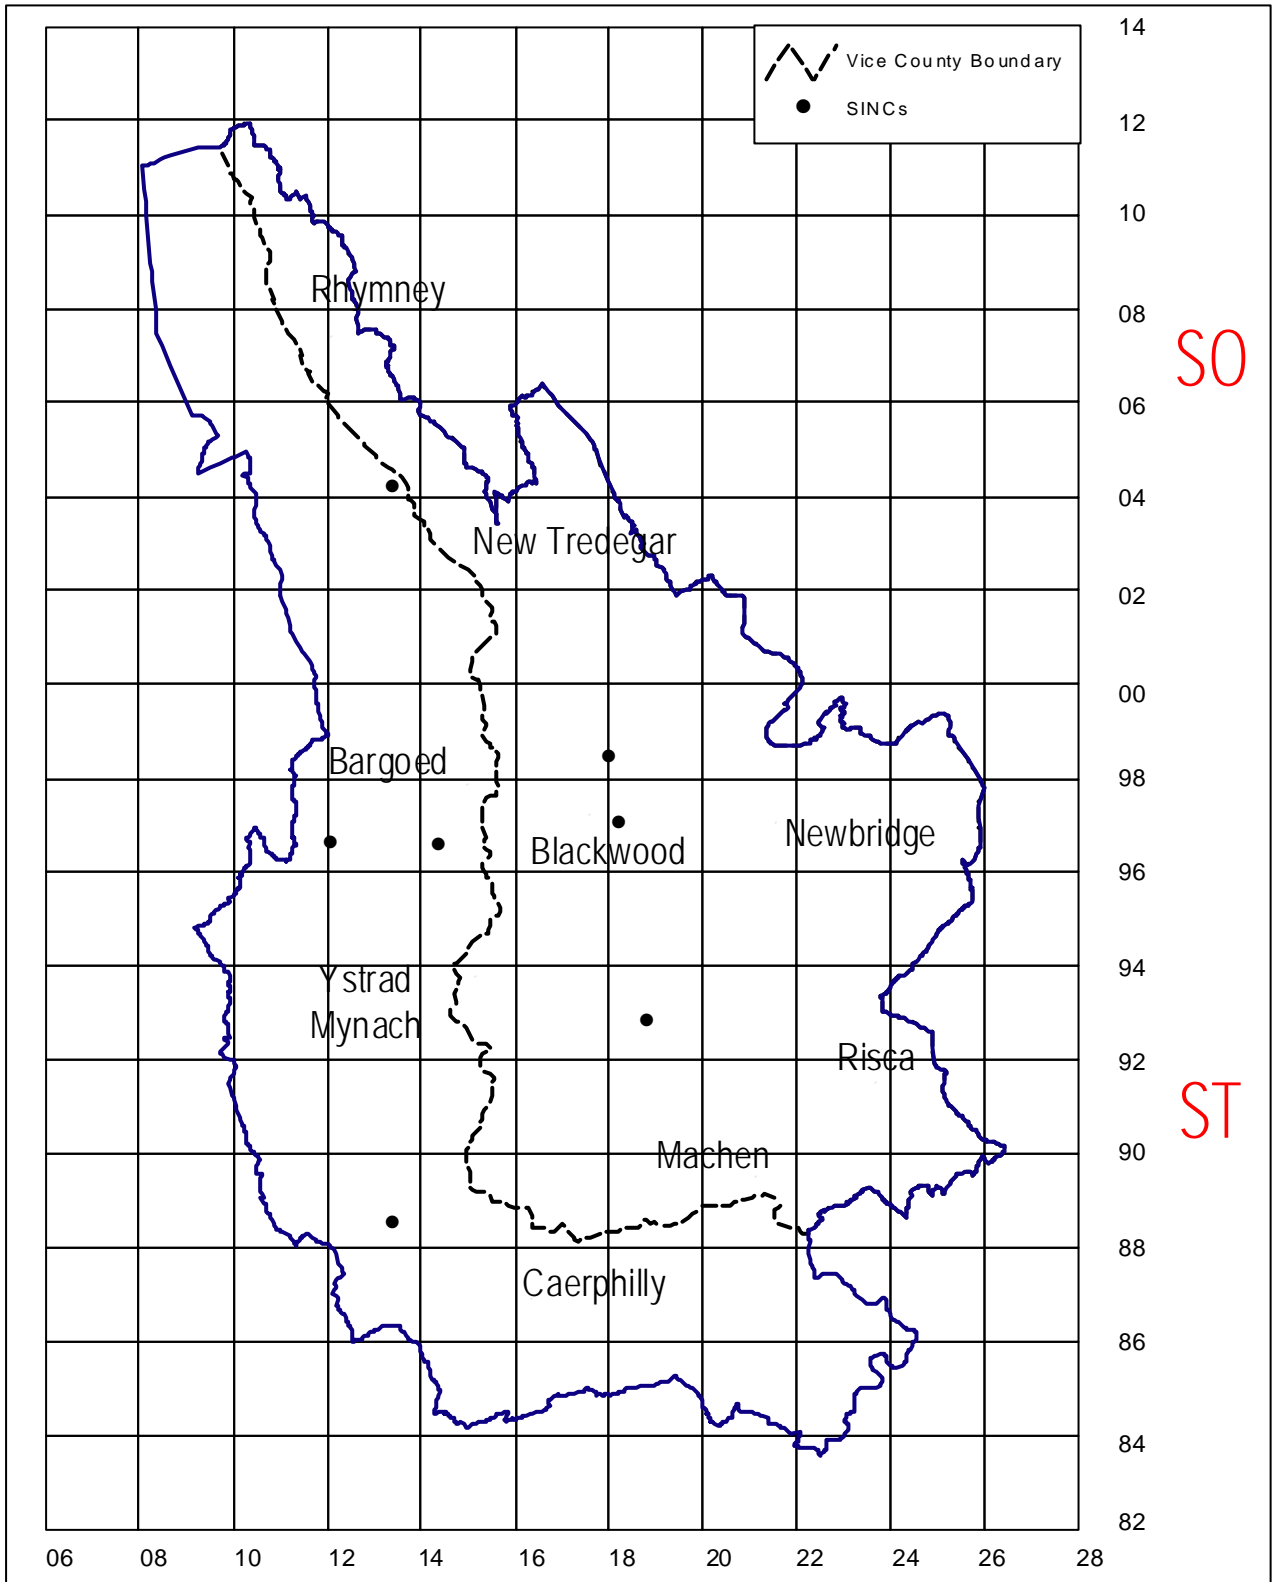 14
Vice County Boundary
SINCs
12
10
Rhymney
08
SO
06
04
New Tredegar
02
00
Bargoed
98
Newbridge
Blackwood
96
Ystrad
Mynach
94
Risca
92
ST
Machen
90
88
Caerphilly
86
84
82
06 08 10 12 14 16 18 20 22 24 26 28